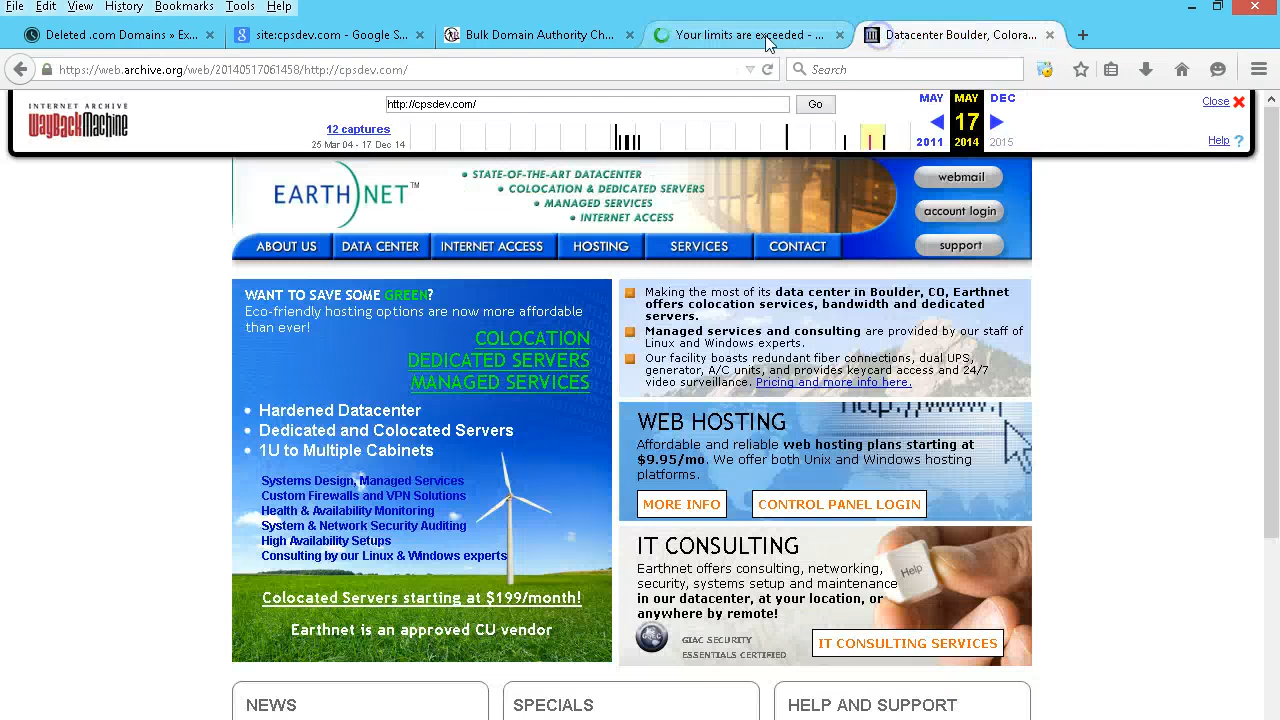 File Edit View History Bookmarks Tools Help
Deleted .com Domains » Ex...
site:cpsdev.com - Google S...
Bulk Domain Authority Ch...
Your limits are exceeded - ...
Datacenter Boulder, Colora...
https://web.archive.org/web/20140517061458/http://cpsdev.com/
Search
INTERNET ARCHIVE
WayBackMachine
http://cpsdev.com/
Go
12 captures
25 Mar 04 - 17 Dec 14
MAY MAY DEC
17
2011 2014 2015
Close
Help ?
EARTHNET™
• STATE-OF-THE-ART DATACENTER
• COLOCATION & DEDICATED SERVERS
• MANAGED SERVICES
• INTERNET ACCESS
webmail
account login
support
ABOUT US DATA CENTER INTERNET ACCESS HOSTING SERVICES CONTACT
WANT TO SAVE SOME GREEN?
Eco-friendly hosting options are now more affordable
than ever!
COLOCATION
DEDICATED SERVERS
MANAGED SERVICES
• Hardened Datacenter
• Dedicated and Colocated Servers
• 1U to Multiple Cabinets
Systems Design, Managed Services
Custom Firewalls and VPN Solutions
Health & Availability Monitoring
System & Network Security Auditing
High Availability Setups
Consulting by our Linux & Windows experts
Colocated Servers starting at $199/month!
Earthnet is an approved CU vendor
Making the most of its data center in Boulder, CO, Earthnet
offers colocation services, bandwidth and dedicated
servers.
Managed services and consulting are provided by our staff of
Linux and Windows experts.
Our facility boasts redundant fiber connections, dual UPS,
generator, A/C units, and provides keycard access and 24/7
video surveillance. Pricing and more info here.
http://www.
WEB HOSTING
Affordable and reliable web hosting plans starting at
$9.95/mo. We offer both Unix and Windows hosting
platforms.
MORE INFO
CONTROL PANEL LOGIN
IT CONSULTING
Earthnet offers consulting, networking,
security, systems setup and maintenance
in our datacenter, at your location, or
anywhere by remote!
Help
GIAC SECURITY
ESSENTIALS CERTIFIED
IT CONSULTING SERVICES
NEWS
SPECIALS
HELP AND SUPPORT